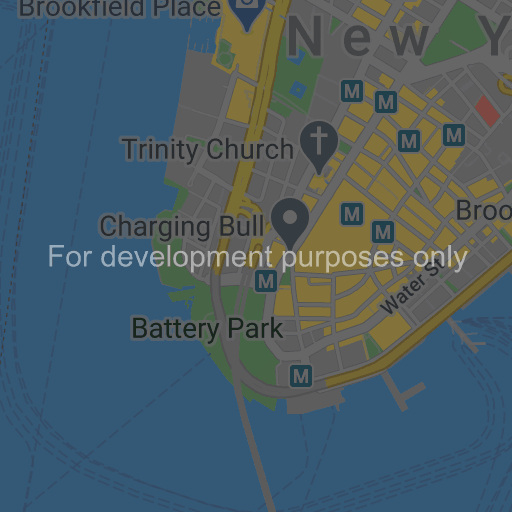 Brookfield Place
New Y
M
M
M
M
Trinity Church
M
Broo
Charging Bull
M
For development purposes only
M
Water St
Battery Park
M